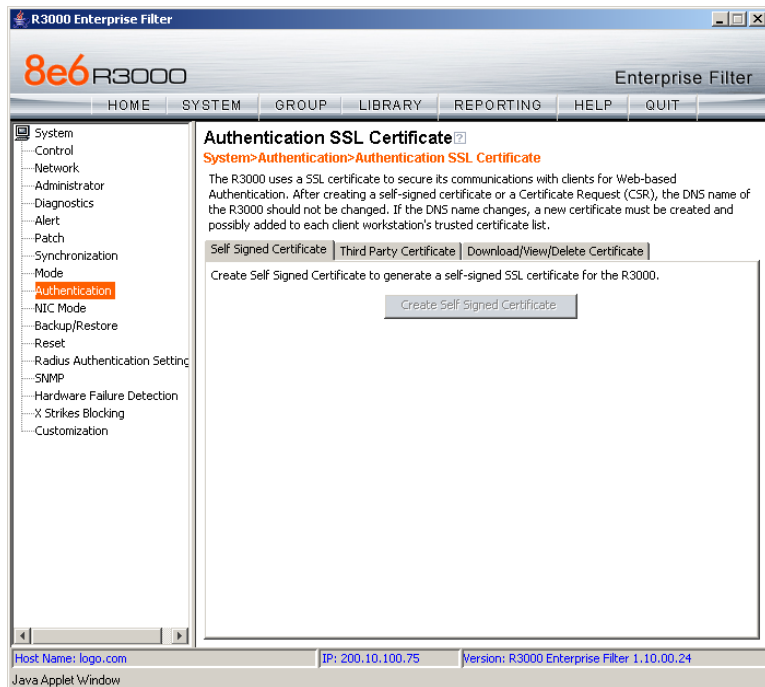 R3000 Enterprise Filter
8e6 R3000
Enterprise Filter
HOME SYSTEM GROUP LIBRARY REPORTING HELP QUIT
System
Control
Network
Administrator
Diagnostics
Alert
Patch
Synchronization
Mode
Authentication
NIC Mode
Backup/Restore
Reset
Radius Authentication Setting
SNMP
Hardware Failure Detection
X Strikes Blocking
Customization
Authentication SSL Certificate?
System>Authentication>Authentication SSL Certificate
The R3000 uses a SSL certificate to secure its communications with clients for Web-based
Authentication. After creating a self-signed certificate or a Certificate Request (CSR), the DNS name of
the R3000 should not be changed. If the DNS name changes, a new certificate must be created and
possibly added to each client workstation's trusted certificate list.
Self Signed Certificate Third Party Certificate Download/View/Delete Certificate
Create Self Signed Certificate to generate a self-signed SSL certificate for the R3000.
Create Self Signed Certificate
Host Name: logo.com IP: 200.10.100.75 Version: R3000 Enterprise Filter 1.10.00.24
Java Applet Window